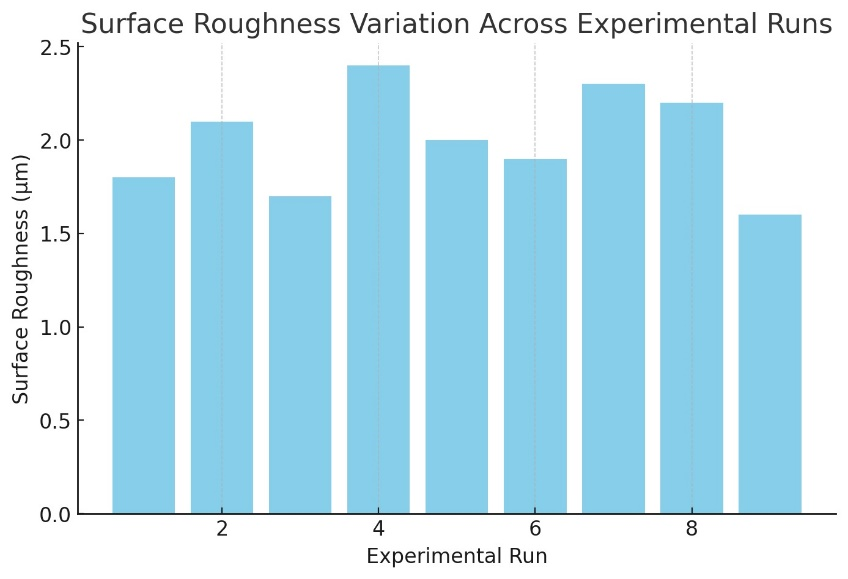 Surface Roughness Variation Across Experimental Runs
2.5
2.0
1.5
1.0
0.5
0.0
Surface Roughness (μm)
2 4 6 8
Experimental Run